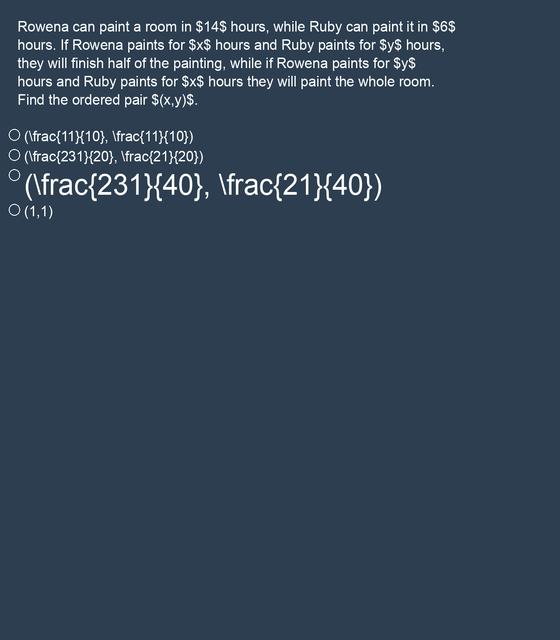 Rowena can paint a room in $14$ hours, while Ruby can paint it in $6$
hours. If Rowena paints for $x$ hours and Ruby paints for $y$ hours,
they will finish half of the painting, while if Rowena paints for $y$
hours and Ruby paints for $x$ hours they will paint the whole room.
Find the ordered pair $(x,y)$.
(\frac{11}{10}, \frac{11}{10})
(\frac{231}{20}, \frac{21}{20})
(\frac{231}{40}, \frac{21}{40})
(1,1)